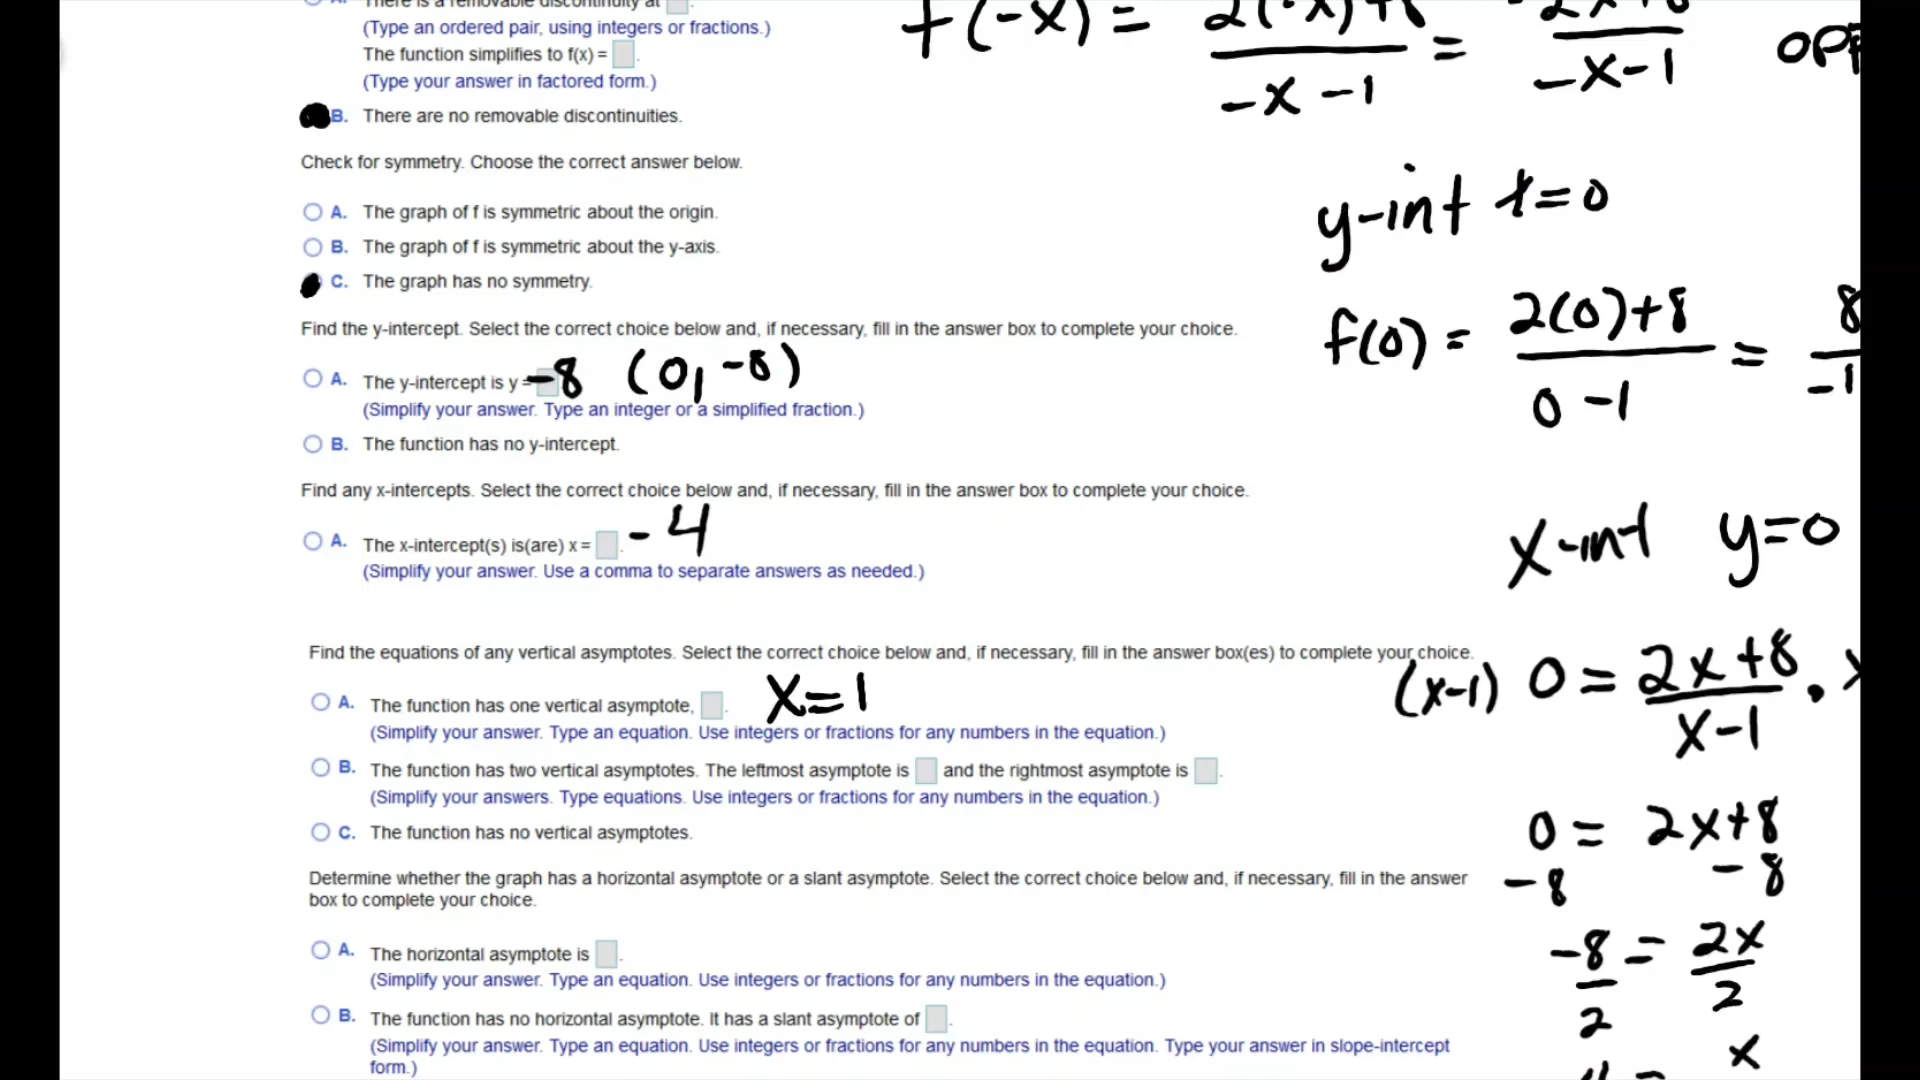 A. There is a removable discontinuity at
(Type an ordered pair, using integers or fractions.)
The function simplifies to f(x) = .
(Type your answer in factored form.)
B. There are no removable discontinuities.
Check for symmetry. Choose the correct answer below.
A. The graph of f is symmetric about the origin.
B. The graph of f is symmetric about the y-axis.
C. The graph has no symmetry.
Find the y-intercept. Select the correct choice below and, if necessary, fill in the answer box to complete your choice.
A. The y-intercept is y = -8 (0, -8)
(Simplify your answer. Type an integer or a simplified fraction.)
B. The function has no y-intercept.
Find any x-intercepts. Select the correct choice below and, if necessary, fill in the answer box to complete your choice.
A. The x-intercept(s) is(are) x = . -4
(Simplify your answer. Use a comma to separate answers as needed.)
Find the equations of any vertical asymptotes. Select the correct choice below and, if necessary, fill in the answer box(es) to complete your choice.
A. The function has one vertical asymptote, . x=1
(Simplify your answer. Type an equation. Use integers or fractions for any numbers in the equation.)
B. The function has two vertical asymptotes. The leftmost asymptote is and the rightmost asymptote is .
(Simplify your answers. Type equations. Use integers or fractions for any numbers in the equation.)
C. The function has no vertical asymptotes.
Determine whether the graph has a horizontal asymptote or a slant asymptote. Select the correct choice below and, if necessary, fill in the answer
box to complete your choice.
A. The horizontal asymptote is .
(Simplify your answer. Type an equation. Use integers or fractions for any numbers in the equation.)
B. The function has no horizontal asymptote. It has a slant asymptote of .
(Simplify your answer. Type an equation. Use integers or fractions for any numbers in the equation. Type your answer in slope-intercept
form.)
f(-x) = 2(-x)+8 = -2x+8
-x-1 -x-1 opp
y-int x=0
f(0) = 2(0)+8 = 8
0-1 -1
x-int y=0
(x-1) 0 = 2x+8 . x
x-1
0 = 2x+8
-8 -8
-8 = 2x
2 2
= x